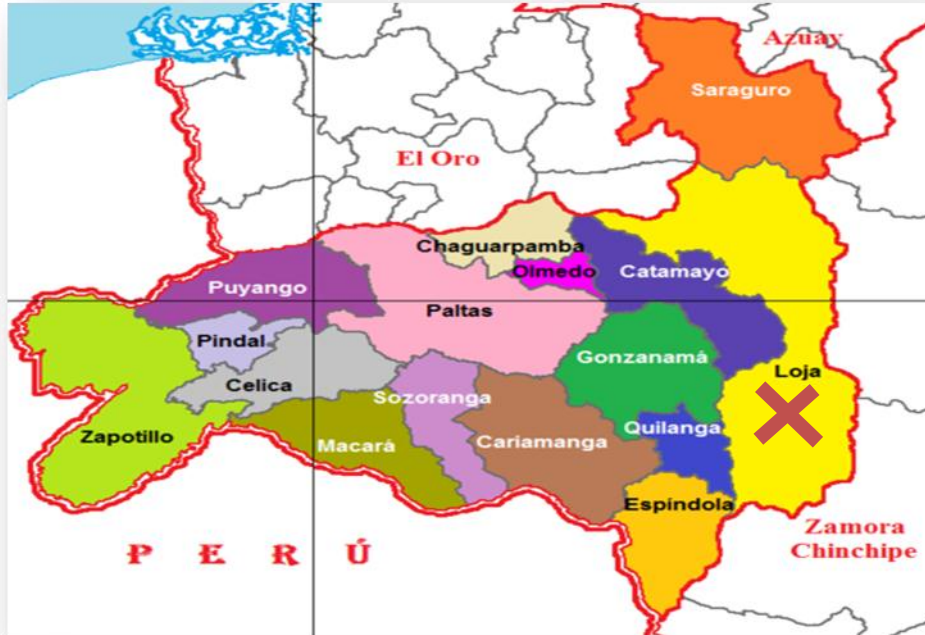 Azuay
Saraguro
El Oro
Chaguarpamba
Olmedo
Catamayo
Puyango
Paltas
Pindal
Gonzanamá
Celica
Loja
Sozoranga
Zapotillo
Macará
Cariamanga
Quilanga
Espíndola
Zamora
Chinchipe
P E R Ú